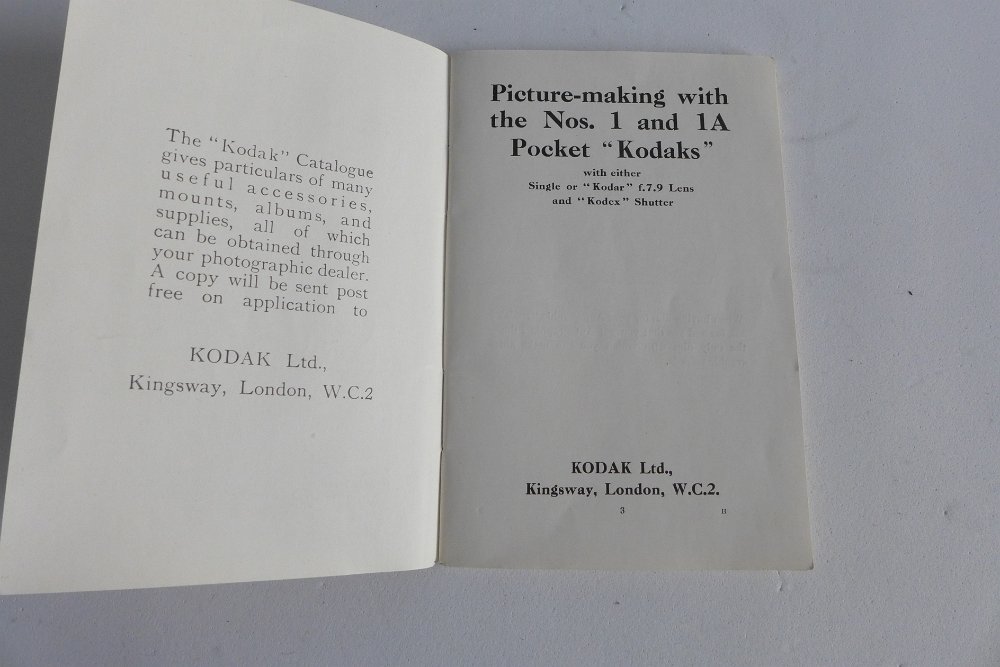 The "Kodak" Catalogue
gives particulars of many
useful accessories,
mounts, albums, and
supplies, all of which
can be obtained through
your photographic dealer.
A copy will be sent post
free on application to
KODAK Ltd.,
Kingsway, London, W.C.2
Picture-making with
the Nos. 1 and 1A
Pocket "Kodaks"
with either
Single or "Kodar" f.7.9 Lens
and "Kodex" Shutter
KODAK Ltd.,
Kingsway, London, W.C.2.
3 B